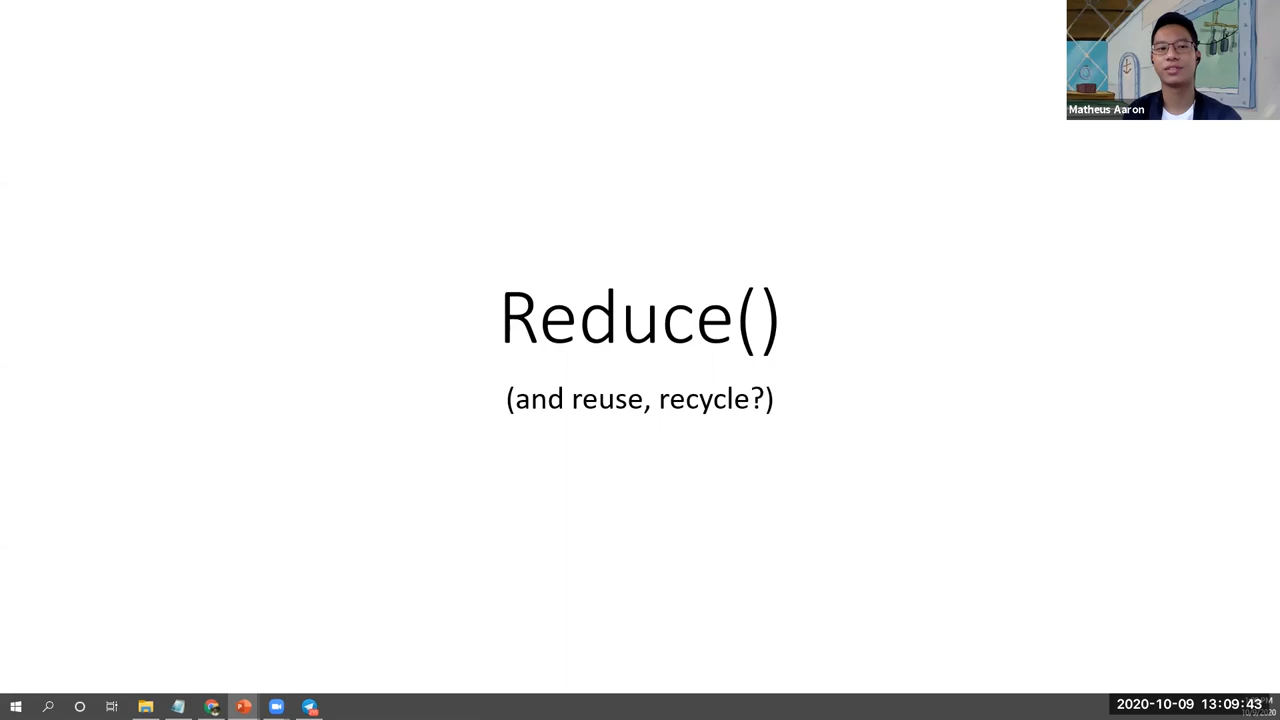 Matheus Aaron
Reduce()
(and reuse, recycle?)
2020-10-09 13:09:43